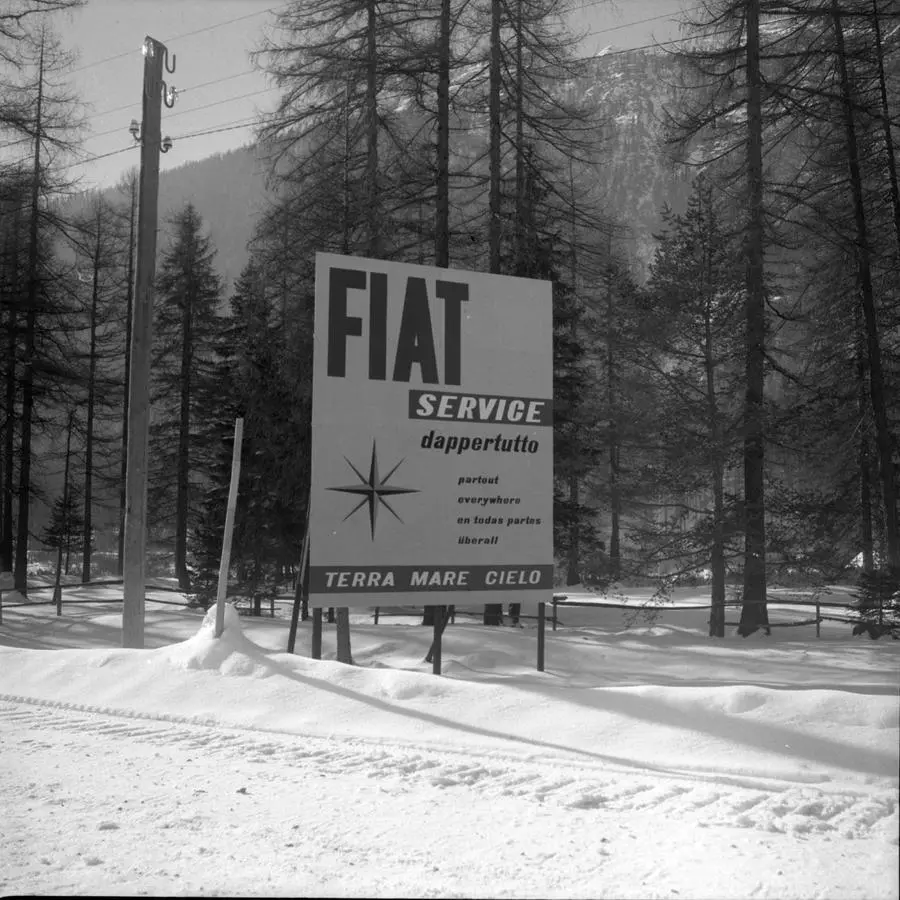 FIAT
SERVICE
dappertutto
partout
everywhere
en todas partes
überall
TERRA MARE CIELO